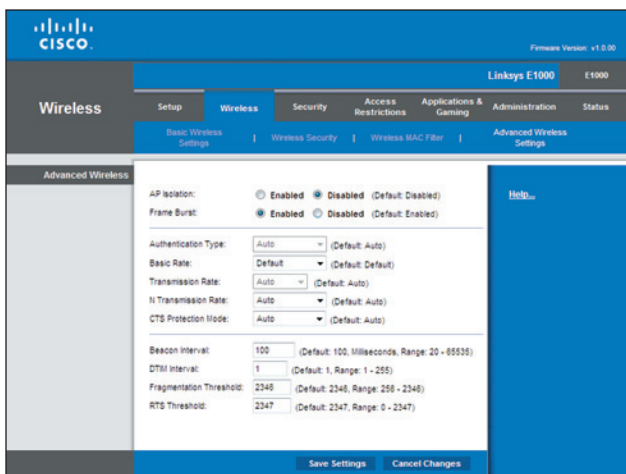 CISCO.
Firmware Version: v1.0.00
Linksys E1000 E1000
Wireless
Setup Wireless Security Access Restrictions Applications & Gaming Administration Status
Basic Wireless Settings | Wireless Security | Wireless MAC Filter | Advanced Wireless Settings
Advanced Wireless
AP Isolation: Enabled Disabled (Default: Disabled)
Help...
Frame Burst: Enabled Disabled (Default: Enabled)
Authentication Type: Auto (Default: Auto)
Basic Rate: Default (Default: Default)
Transmission Rate: Auto (Default: Auto)
N Transmission Rate: Auto (Default: Auto)
CTS Protection Mode: Auto (Default: Auto)
Beacon Interval: 100 (Default: 100, Milliseconds, Range: 20 - 65535)
DTIM Interval: 1 (Default: 1, Range: 1 - 255)
Fragmentation Threshold: 2346 (Default: 2346, Range: 256 - 2346)
RTS Threshold: 2347 (Default: 2347, Range: 0 - 2347)
Save Settings Cancel Changes